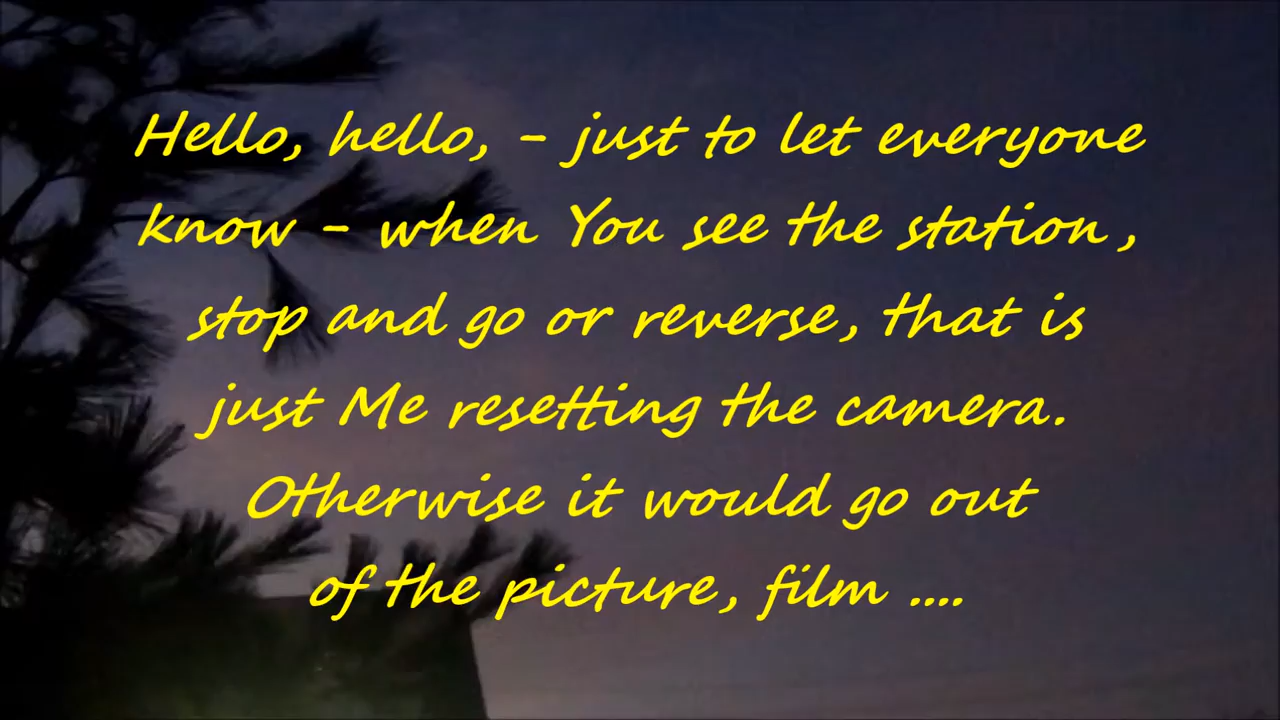 Hello, hello, - just to let everyone
know - when You see the station,
stop and go or reverse, that is
just Me resetting the camera.
Otherwise it would go out
of the picture, film ....